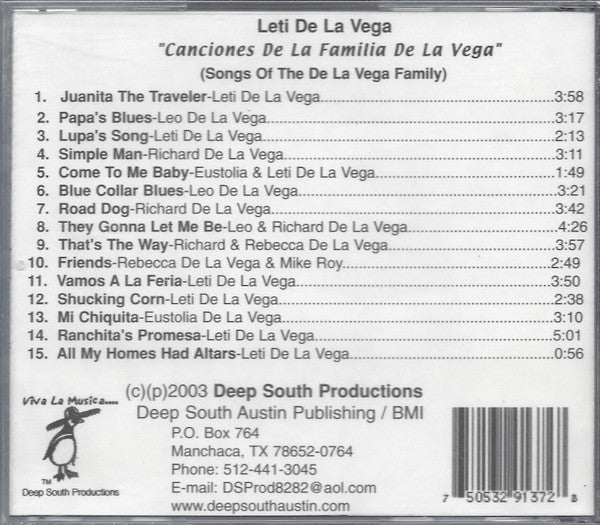 Leti De La Vega
"Canciones De La Familia De La Vega"
(Songs Of The De La Vega Family)
1. Juanita The Traveler-Leti De La Vega 3:58
2. Papa's Blues-Leo De La Vega 3:17
3. Lupa's Song-Leti De La Vega 2:13
4. Simple Man-Richard De La Vega 3:11
5. Come To Me Baby-Eustolia & Leti De La Vega 1:49
6. Blue Collar Blues-Leo De La Vega 3:21
7. Road Dog-Richard De La Vega 3:42
8. They Gonna Let Me Be-Leo & Richard De La Vega 4:26
9. That's The Way-Richard & Rebecca De La Vega 3:57
10. Friends-Rebecca De La Vega & Mike Roy 2:49
11. Vamos A La Feria-Leti De La Vega 3:50
12. Shucking Corn-Leti De La Vega 2:38
13. Mi Chiquita-Eustolia De La Vega 3:10
14. Ranchita's Promesa-Leti De La Vega 5:01
15. All My Homes Had Altars-Leti De La Vega 0:56
Viva La Musica....
TM
Deep South Productions
(c)(p)2003 Deep South Productions
Deep South Austin Publishing / BMI
P.O. Box 764
Manchaca, TX 78652-0764
Phone: 512-441-3045
E-mail: DSProd8282@aol.com
www.deepsouthaustin.com
7 50532 91372 8